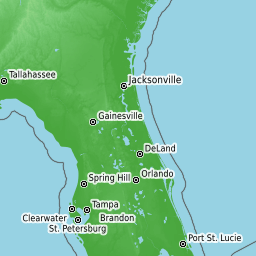 Tallahassee
Jacksonville
Gainesville
DeLand
Spring Hill
Orlando
Tampa
Clearwater
Brandon
St. Petersburg
Port St. Lucie